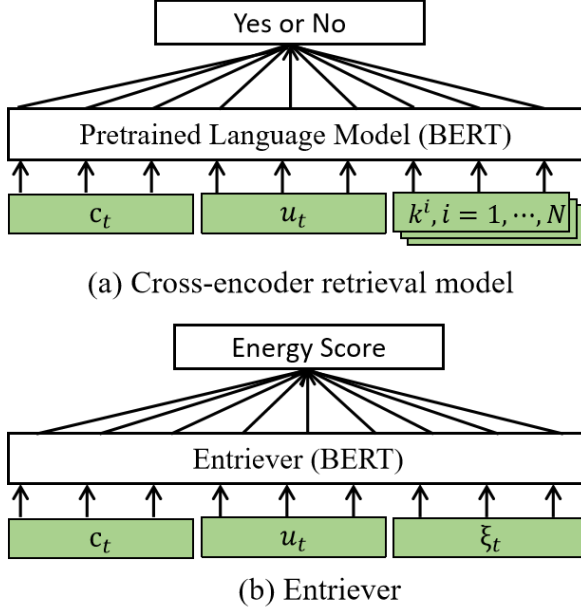 Yes or No
Pretrained Language Model (BERT)
c_t u_t k^i, i = 1, ⋯, N
(a) Cross-encoder retrieval model
Energy Score
Entriever (BERT)
c_t u_t ξ_t
(b) Entriever